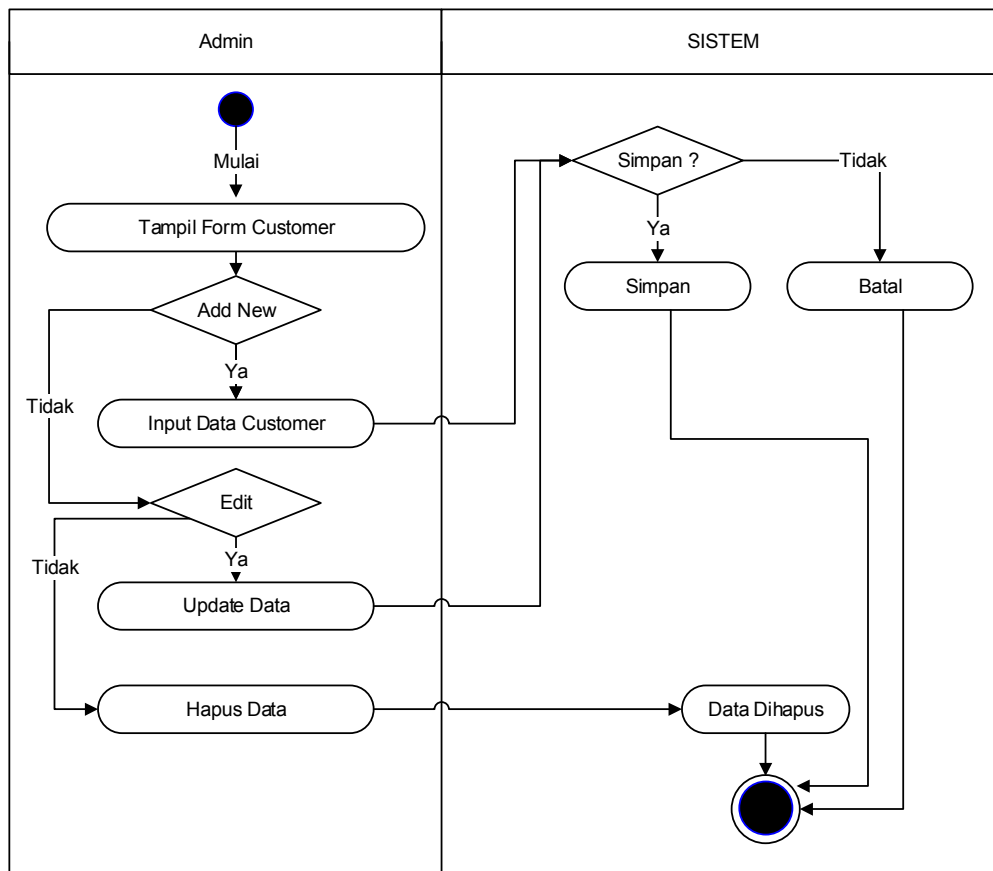 Admin
SISTEM
Mulai
Simpan ?
Tidak
Tampil Form Customer
Ya
Simpan
Batal
Add New
Ya
Tidak
Input Data Customer
Edit
Tidak
Ya
Update Data
Hapus Data
Data Dihapus